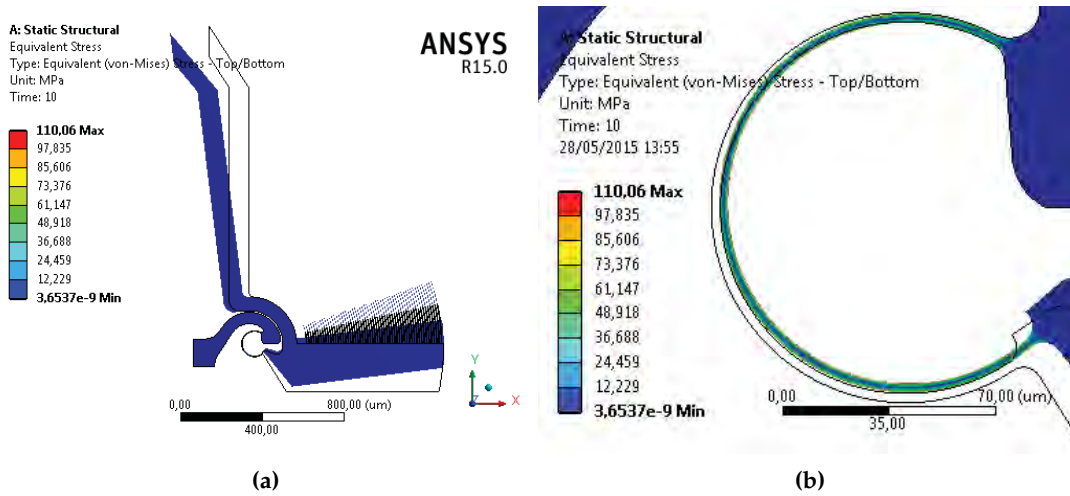 A: Static Structural
Equivalent Stress
Type: Equivalent (von-Mises) Stress - Top/Bottom
Unit: MPa
Time: 10
110,06 Max
97,835
85,606
73,376
61,147
48,918
36,688
24,459
12,229
3,6537e-9 Min
ANSYS
R15.0
Y
Z
X
0,00
800,00 (um)
400,00
(a)
A: Static Structural
Equivalent Stress
Type: Equivalent (von-Mises) Stress - Top/Bottom
Unit: MPa
Time: 10
28/05/2015 13:55
110,06 Max
97,835
85,606
73,376
61,147
48,918
36,688
24,459
12,229
3,6537e-9 Min
0,00
70,00 (um)
35,00
(b)